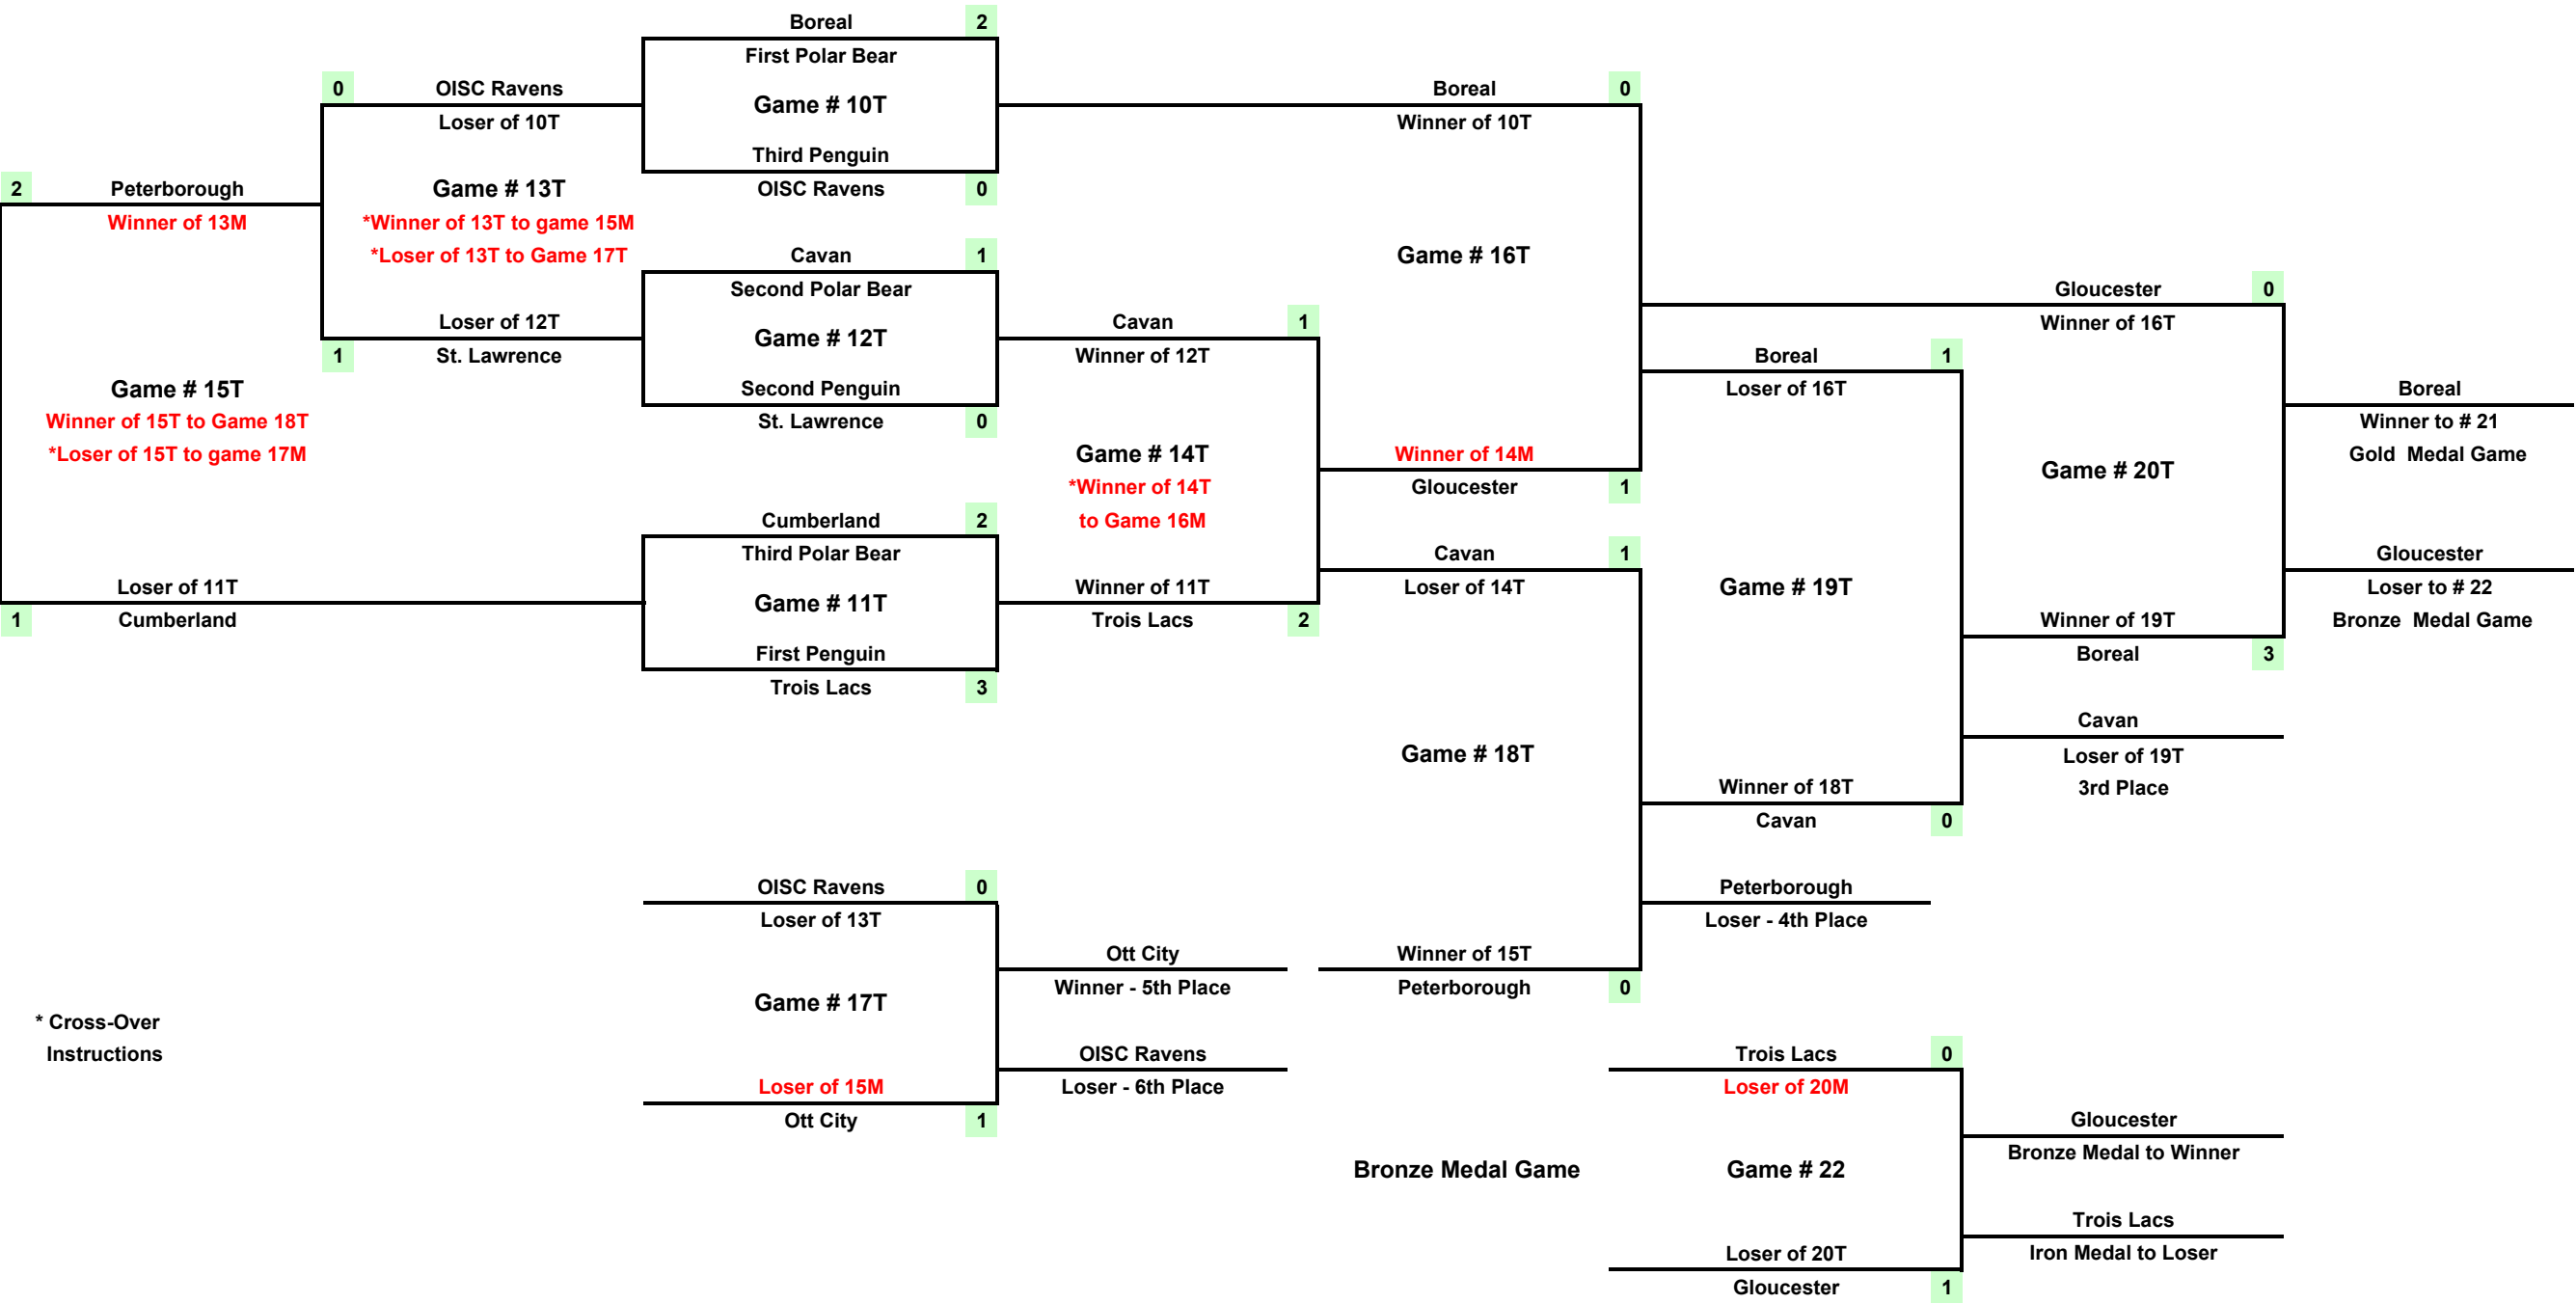 Boreal 2
First Polar Bear
0 OISC Ravens
Game # 10T
Boreal 0
Loser of 10T
Winner of 10T
Third Penguin
2 Peterborough
Game # 13T
OISC Ravens 0
Winner of 13M
*Winner of 13T to game 15M
*Loser of 13T to Game 17T
Cavan 1
Game # 16T
Second Polar Bear
Gloucester 0
Loser of 12T
Cavan 1
Winner of 16T
Game # 12T
1 St. Lawrence
Winner of 12T
Boreal 1
Game # 15T
Second Penguin
Loser of 16T
Boreal
Winner of 15T to Game 18T
St. Lawrence 0
Winner to # 21
*Loser of 15T to game 17M
Game # 14T
Winner of 14M
Gold Medal Game
Game # 20T
*Winner of 14T
Gloucester 1
Cumberland 2
to Game 16M
Third Polar Bear
Cavan 1
Gloucester
Loser of 11T
Winner of 11T
Loser of 14T
Game # 19T
Loser to # 22
Game # 11T
1 Cumberland
Trois Lacs 2
Winner of 19T
Bronze Medal Game
First Penguin
Boreal 3
Trois Lacs 3
Cavan
Game # 18T
Loser of 19T
Winner of 18T
3rd Place
Cavan 0
OISC Ravens 0
Peterborough
Loser of 13T
Loser - 4th Place
Ott City
Winner of 15T
Winner - 5th Place
Peterborough 0
Game # 17T
* Cross-Over
Instructions
OISC Ravens
Trois Lacs 0
Loser of 15M
Loser - 6th Place
Loser of 20M
Ott City 1
Gloucester
Bronze Medal to Winner
Bronze Medal Game
Game # 22
Trois Lacs
Loser of 20T
Iron Medal to Loser
Gloucester 1